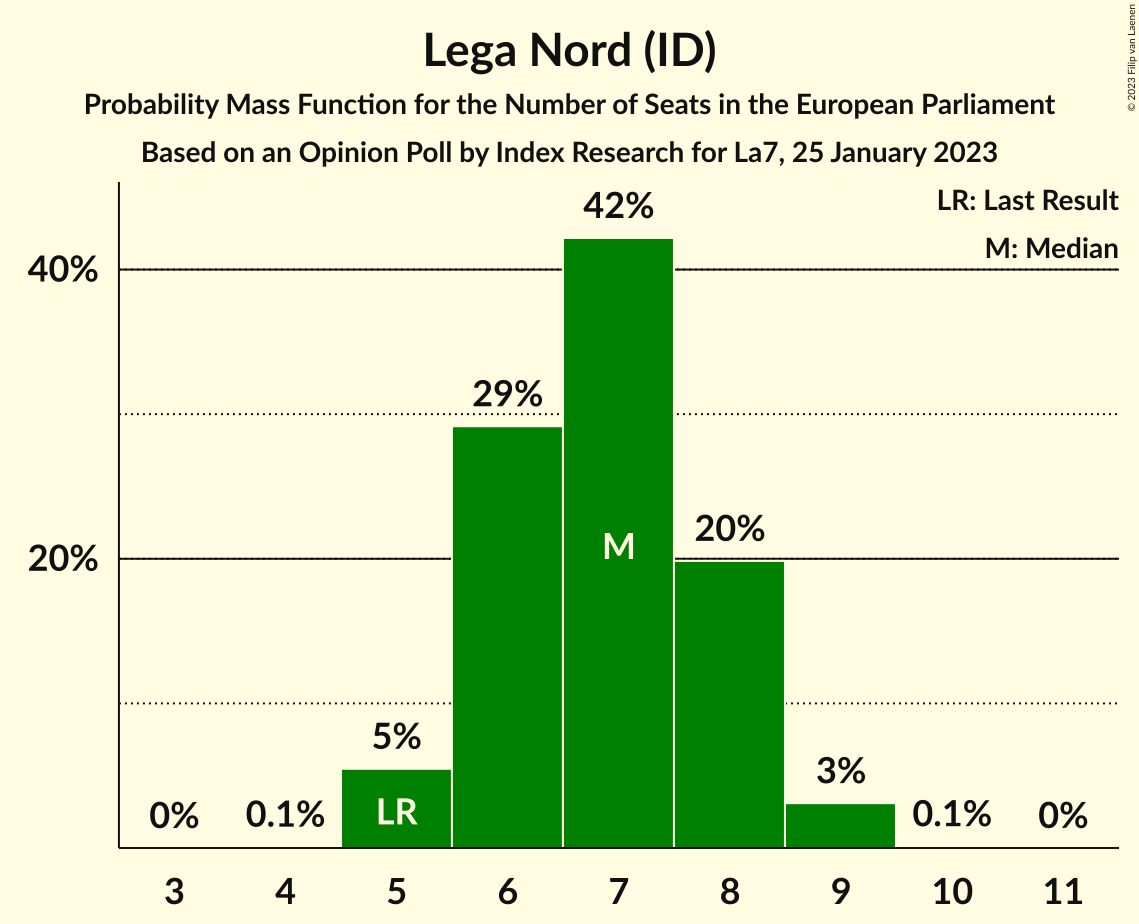 Lega Nord (ID)
Probability Mass Function for the Number of Seats in the European Parliament
Based on an Opinion Poll by Index Research for La7, 25 January 2023
© 2023 Filip van Laenen
LR: Last Result
M: Median
40%
20%
0%
0.1%
5%
29%
42%
20%
3%
0.1%
0%
LR
M
3
4
5
6
7
8
9
10
11